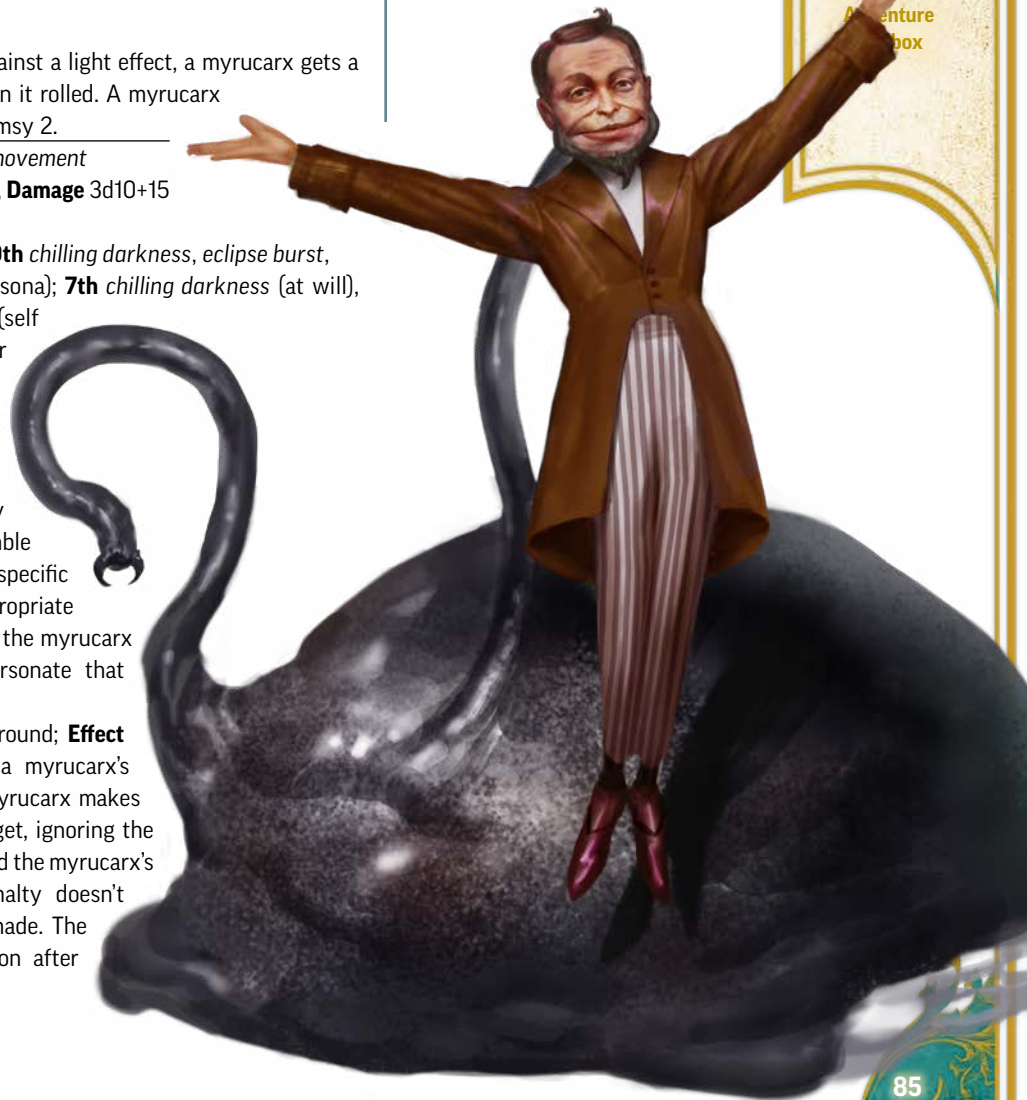 ainst a light effect, a myrucarx gets a
n it rolled. A myrucarx
msy 2.
movement
Damage 3d10+15
th chilling darkness, eclipse burst,
sona); 7th chilling darkness (at will),
(self
r
y
ble
specific
propriate
the myrucarx
rsonate that
round; Effect
a myrucarx's
yrucarx makes
get, ignoring the
d the myrucarx's
nalty doesn't
nade. The
on after
enture
box
85